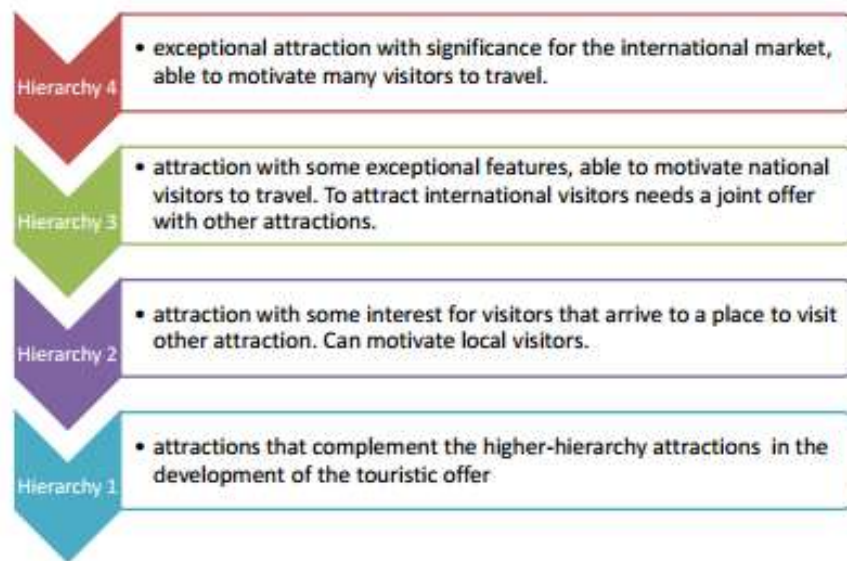 Hierarchy 4
• exceptional attraction with significance for the international market,
able to motivate many visitors to travel.
Hierarchy 3
• attraction with some exceptional features, able to motivate national
visitors to travel. To attract international visitors needs a joint offer
with other attractions.
Hierarchy 2
• attraction with some interest for visitors that arrive to a place to visit
other attraction. Can motivate local visitors.
Hierarchy 1
• attractions that complement the higher-hierarchy attractions in the
development of the touristic offer